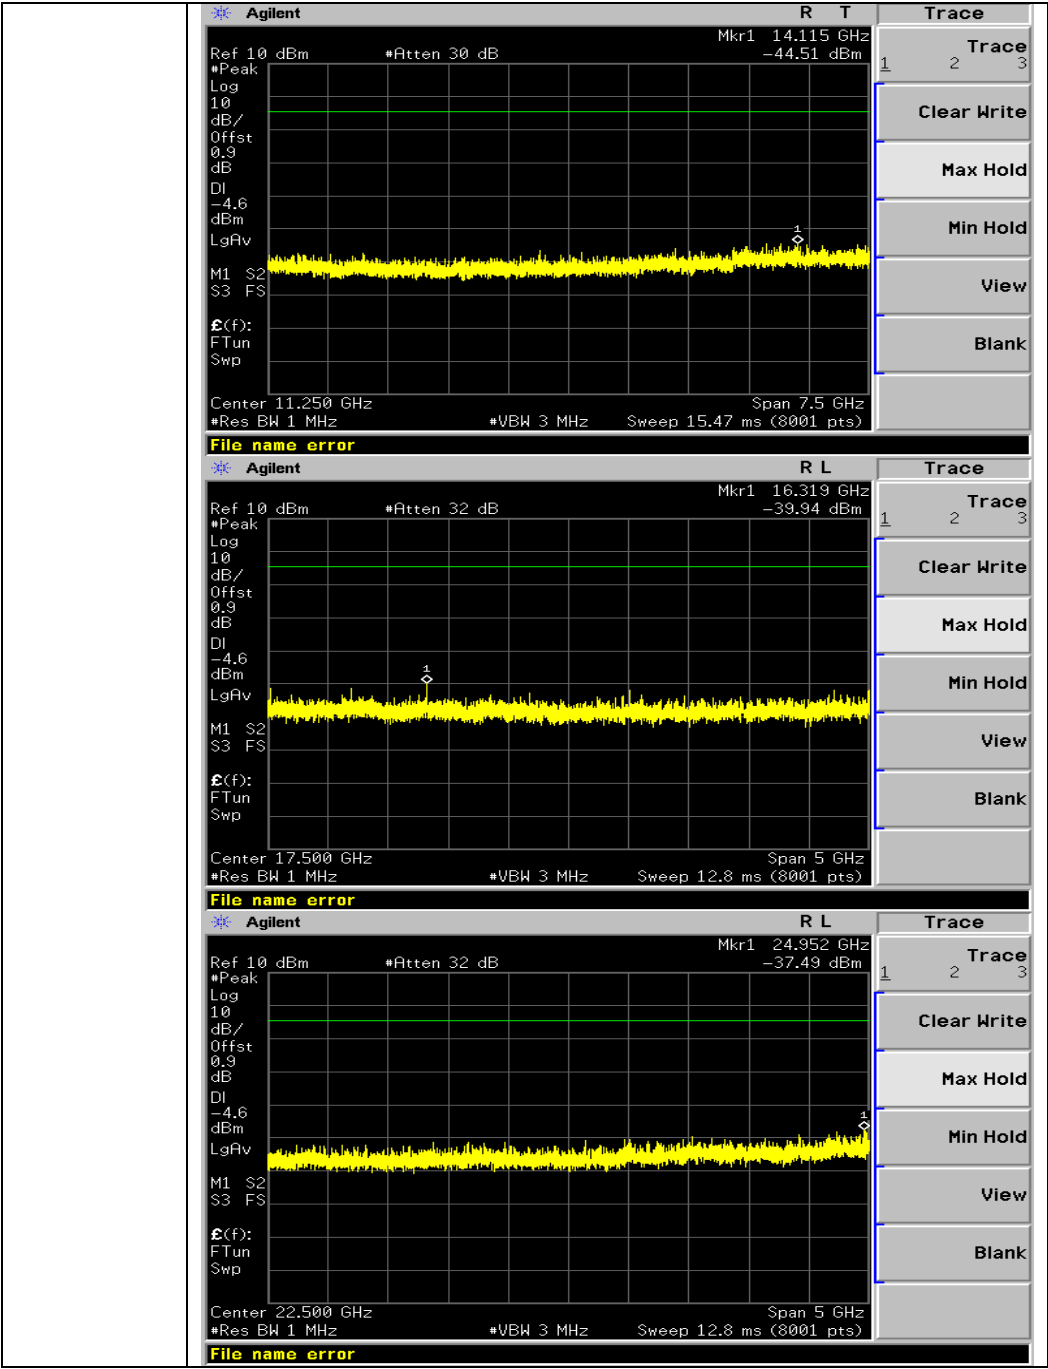 Agilent R T Trace
Mkr1 14.115 GHz
Ref 10 dBm #Atten 30 dB -44.51 dBm
Trace
1 2 3
#Peak
Log
10
dB/
Offst
0.9
dB
DI
-4.6
dBm
LgAv
M1 S2
S3 FS
£(f):
FTun
Swp
1
Clear Write
Max Hold
Min Hold
View
Blank
Center 11.250 GHz Span 7.5 GHz
#Res BW 1 MHz #VBW 3 MHz Sweep 15.47 ms (8001 pts)
File name error
Agilent R L Trace
Mkr1 16.319 GHz
Ref 10 dBm #Atten 32 dB -39.94 dBm
Trace
1 2 3
#Peak
Log
10
dB/
Offst
0.9
dB
DI
-4.6
dBm
LgAv
M1 S2
S3 FS
£(f):
FTun
Swp
1
Clear Write
Max Hold
Min Hold
View
Blank
Center 17.500 GHz Span 5 GHz
#Res BW 1 MHz #VBW 3 MHz Sweep 12.8 ms (8001 pts)
File name error
Agilent R L Trace
Mkr1 24.952 GHz
Ref 10 dBm #Atten 32 dB -37.49 dBm
Trace
1 2 3
#Peak
Log
10
dB/
Offst
0.9
dB
DI
-4.6
dBm
LgAv
M1 S2
S3 FS
£(f):
FTun
Swp
1
Clear Write
Max Hold
Min Hold
View
Blank
Center 22.500 GHz Span 5 GHz
#Res BW 1 MHz #VBW 3 MHz Sweep 12.8 ms (8001 pts)
File name error